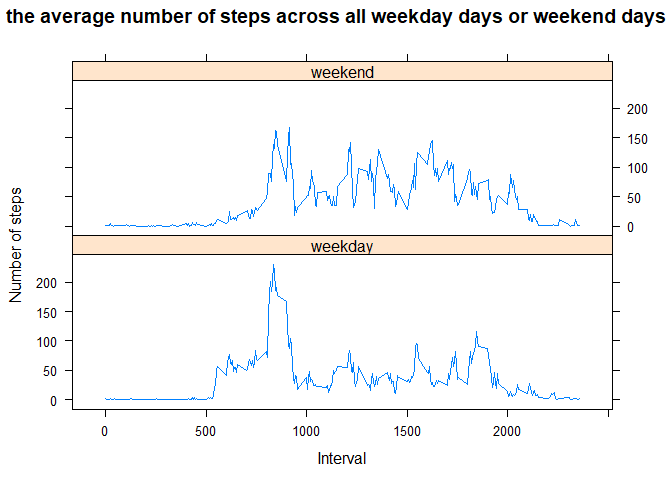 the average number of steps across all weekday days or weekend days
weekend
200
150
100
50
0
weekday
200
150
100
50
0
Number of steps
0 500 1000 1500 2000
Interval